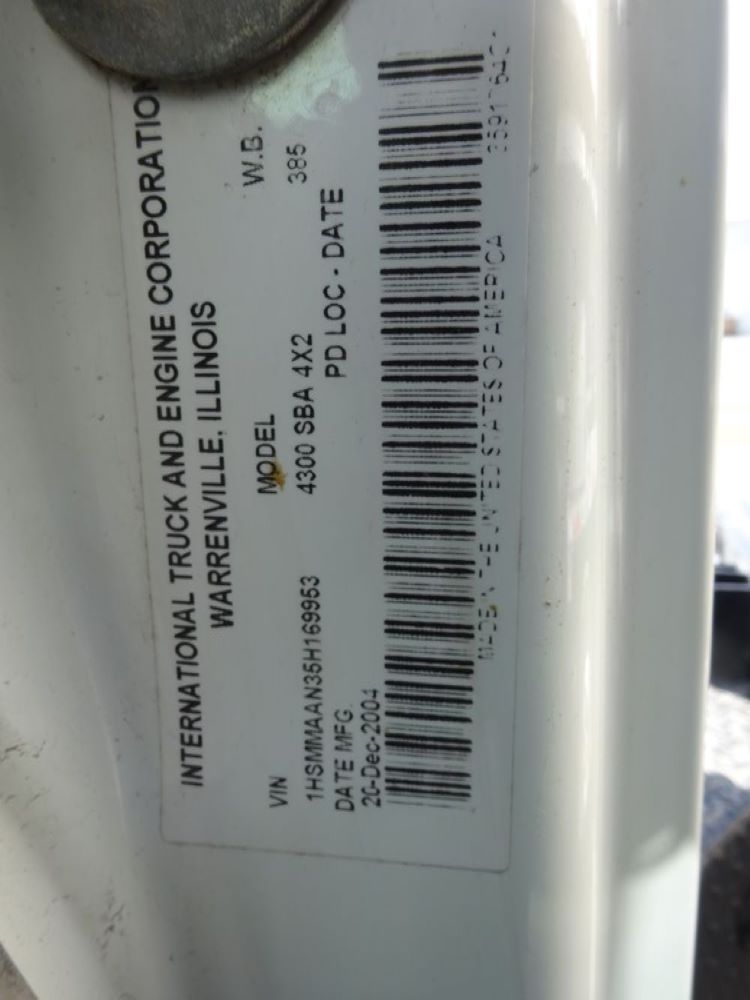 INTERNATIONAL TRUCK AND ENGINE CORPORATION
WARRENVILLE, ILLINOIS
VIN MODEL W.B.
1HSMMAAN35H169953 4300 SBA 4X2 385
DATE MFG. PD LOC - DATE
20-Dec-2004
MADE IN THE UNITED STATES OF AMERICA